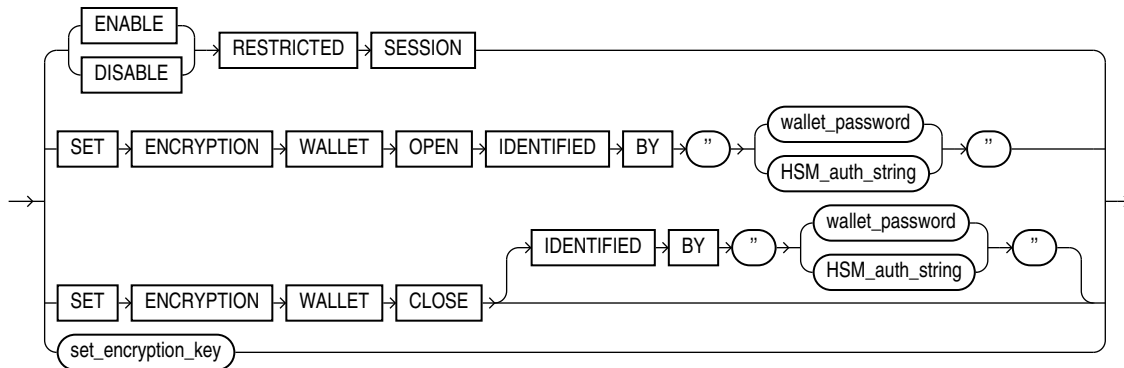 ENABLE
DISABLE
RESTRICTED SESSION
SET ENCRYPTION WALLET OPEN IDENTIFIED BY ” wallet_password ”
HSM_auth_string
IDENTIFIED BY ” wallet_password ”
HSM_auth_string
SET ENCRYPTION WALLET CLOSE
set_encryption_key